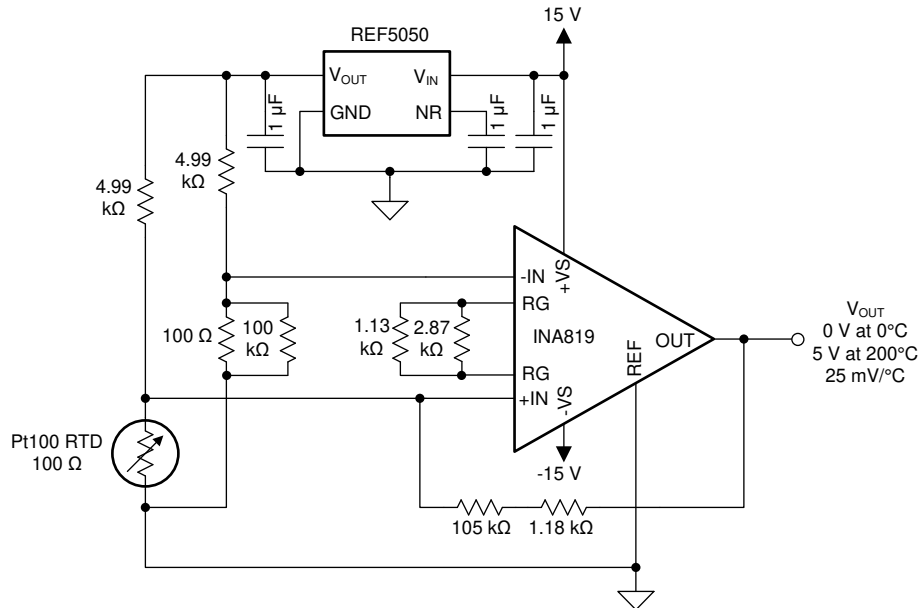 15 V
REF5050
VOUT
VIN
GND
NR
1 µF
1 µF
1 µF
4.99
kΩ
4.99
kΩ
-IN
+VS
RG
100 Ω
100
kΩ
1.13
kΩ
2.87
kΩ
INA819
OUT
REF
VOUT
0 V at 0°C
5 V at 200°C
25 mV/°C
RG
+IN
-VS
Pt100 RTD
100 Ω
-15 V
105 kΩ
1.18 kΩ